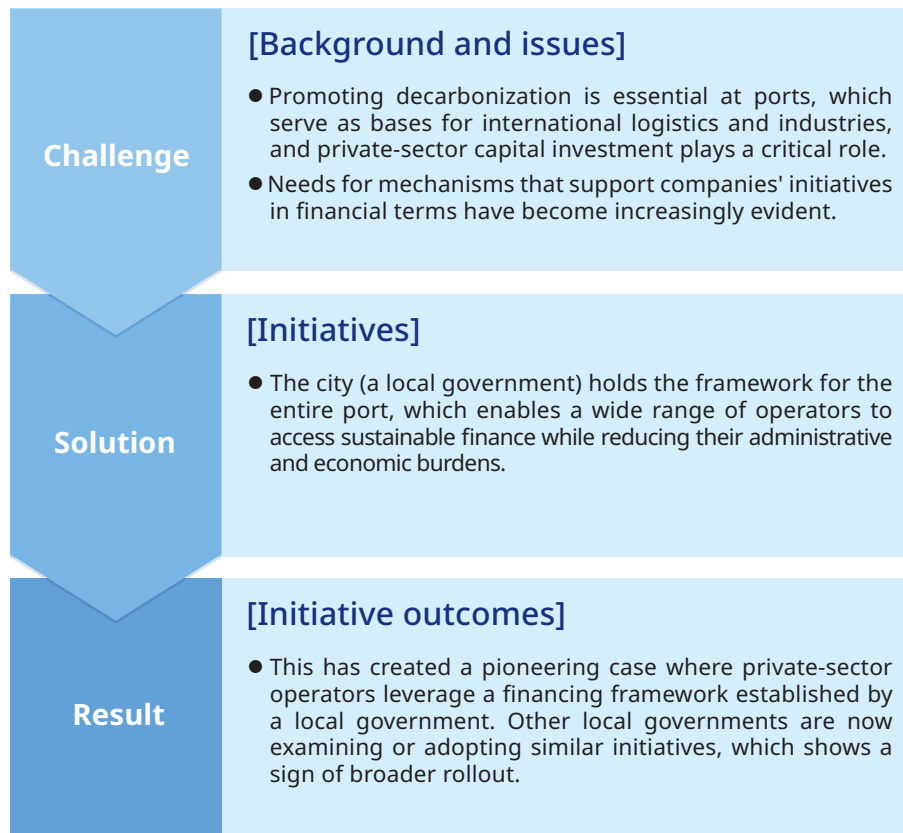 Challenge
[Background and issues]
● Promoting decarbonization is essential at ports, which
serve as bases for international logistics and industries,
and private-sector capital investment plays a critical role.
● Needs for mechanisms that support companies' initiatives
in financial terms have become increasingly evident.
Solution
[Initiatives]
● The city (a local government) holds the framework for the
entire port, which enables a wide range of operators to
access sustainable finance while reducing their administrative
and economic burdens.
Result
[Initiative outcomes]
● This has created a pioneering case where private-sector
operators leverage a financing framework established by
a local government. Other local governments are now
examining or adopting similar initiatives, which shows a
sign of broader rollout.